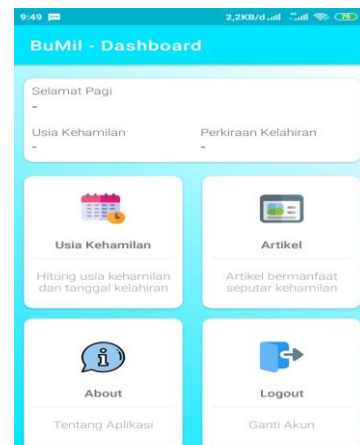 9:49 2,2KB/d 78
BuMil - Dashboard
Selamat Pagi
-
Usia Kehamilan Perkiraan Kelahiran
- -
Usia Kehamilan Artikel
Hitung usia kehamilan Artikel bermanfaat
dan tanggal kelahiran seputar kehamilan
i
About Logout
Tentang Aplikasi Ganti Akun